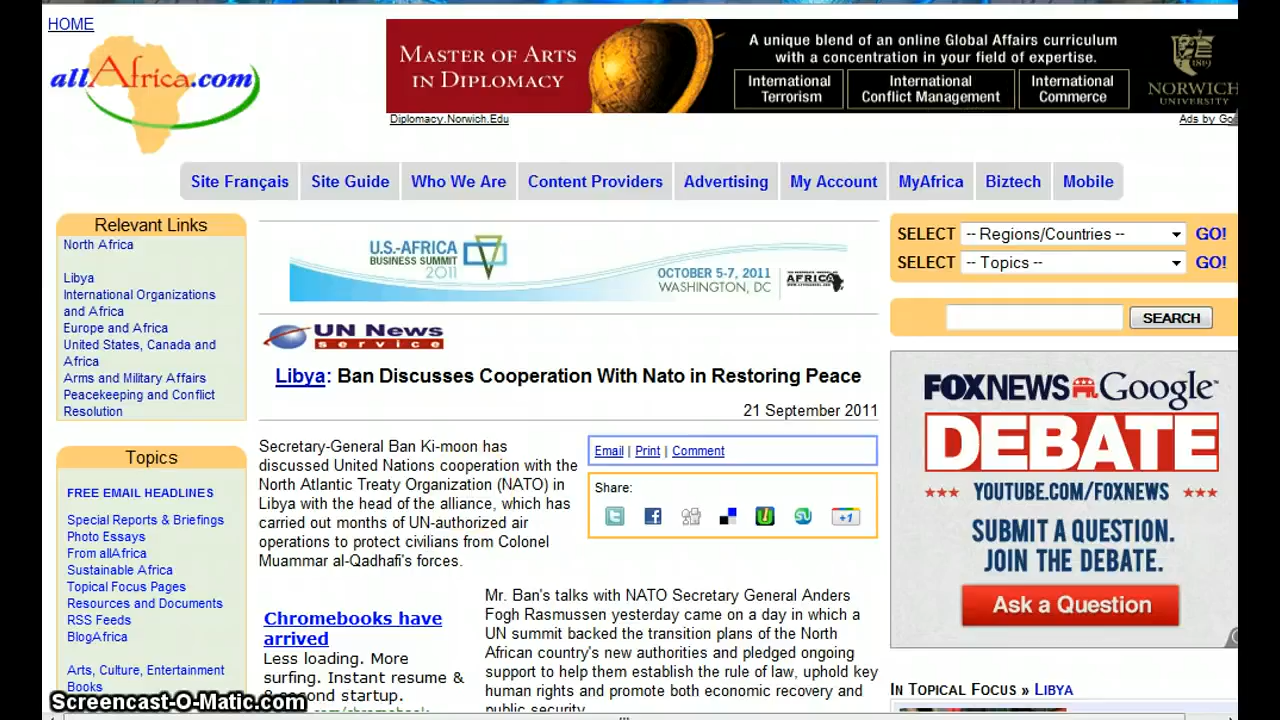 HOME
allAfrica.com
MASTER OF ARTS
IN DIPLOMACY
A unique blend of an online Global Affairs curriculum
with a concentration in your field of expertise.
International
Terrorism
International
Conflict Management
International
Commerce
1819
NORWICH
UNIVERSITY
Diplomacy.Norwich.Edu
Ads by Go
Site Français
Site Guide
Who We Are
Content Providers
Advertising
My Account
MyAfrica
Biztech
Mobile
Relevant Links
North Africa
Libya
International Organizations
and Africa
Europe and Africa
United States, Canada and
Africa
Arms and Military Affairs
Peacekeeping and Conflict
Resolution
Topics
FREE EMAIL HEADLINES
Special Reports & Briefings
Photo Essays
From allAfrica
Sustainable Africa
Topical Focus Pages
Resources and Documents
RSS Feeds
BlogAfrica
Arts, Culture, Entertainment
Books
U.S.-AFRICA
BUSINESS SUMMIT
2011
OCTOBER 5-7, 2011
WASHINGTON, DC
AFRICA
UN News
service
Libya: Ban Discusses Cooperation With Nato in Restoring Peace
21 September 2011
Secretary-General Ban Ki-moon has
discussed United Nations cooperation with the
North Atlantic Treaty Organization (NATO) in
Libya with the head of the alliance, which has
carried out months of UN-authorized air
operations to protect civilians from Colonel
Muammar al-Qadhafi's forces.
Email | Print | Comment
Share:
+1
Chromebooks have
arrived
Less loading. More
surfing. Instant resume &
8 second startup.
Mr. Ban's talks with NATO Secretary General Anders
Fogh Rasmussen yesterday came on a day in which a
UN summit backed the transition plans of the North
African country's new authorities and pledged ongoing
support to help them establish the rule of law, uphold key
human rights and promote both economic recovery and
public security.
SELECT -- Regions/Countries -- GO!
SELECT -- Topics -- GO!
SEARCH
FOXNEWS Google™
DEBATE
YOUTUBE.COM/FOXNEWS
SUBMIT A QUESTION.
JOIN THE DEBATE.
Ask a Question
IN TOPICAL FOCUS » LIBYA
Screencast-O-Matic.com